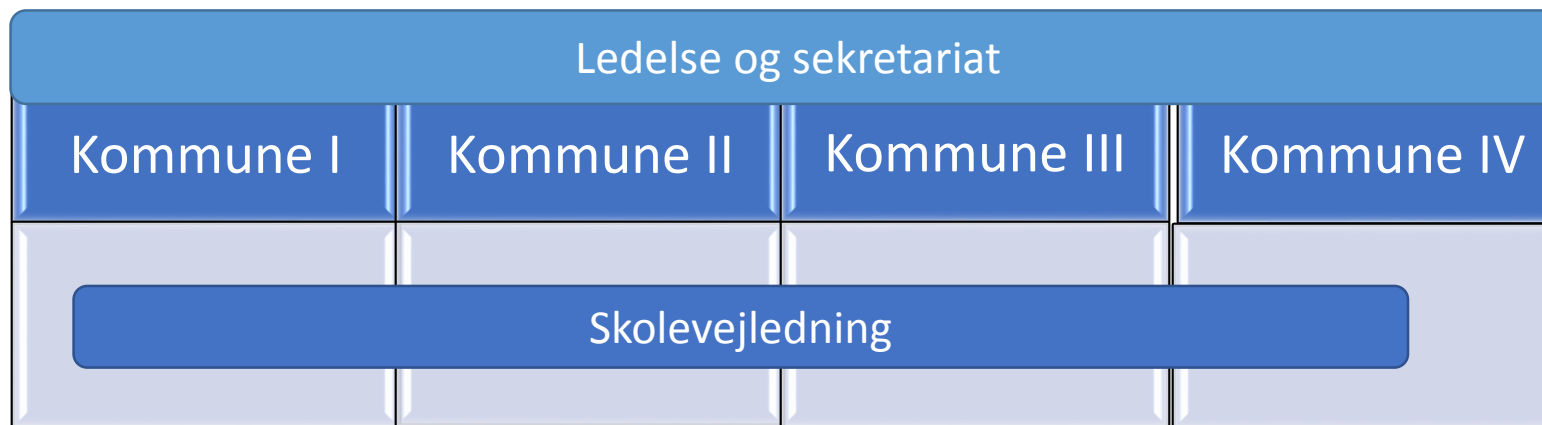 Ledelse og sekretariat
Kommune I
Kommune II
Kommune III
Kommune IV
Skolevejledning